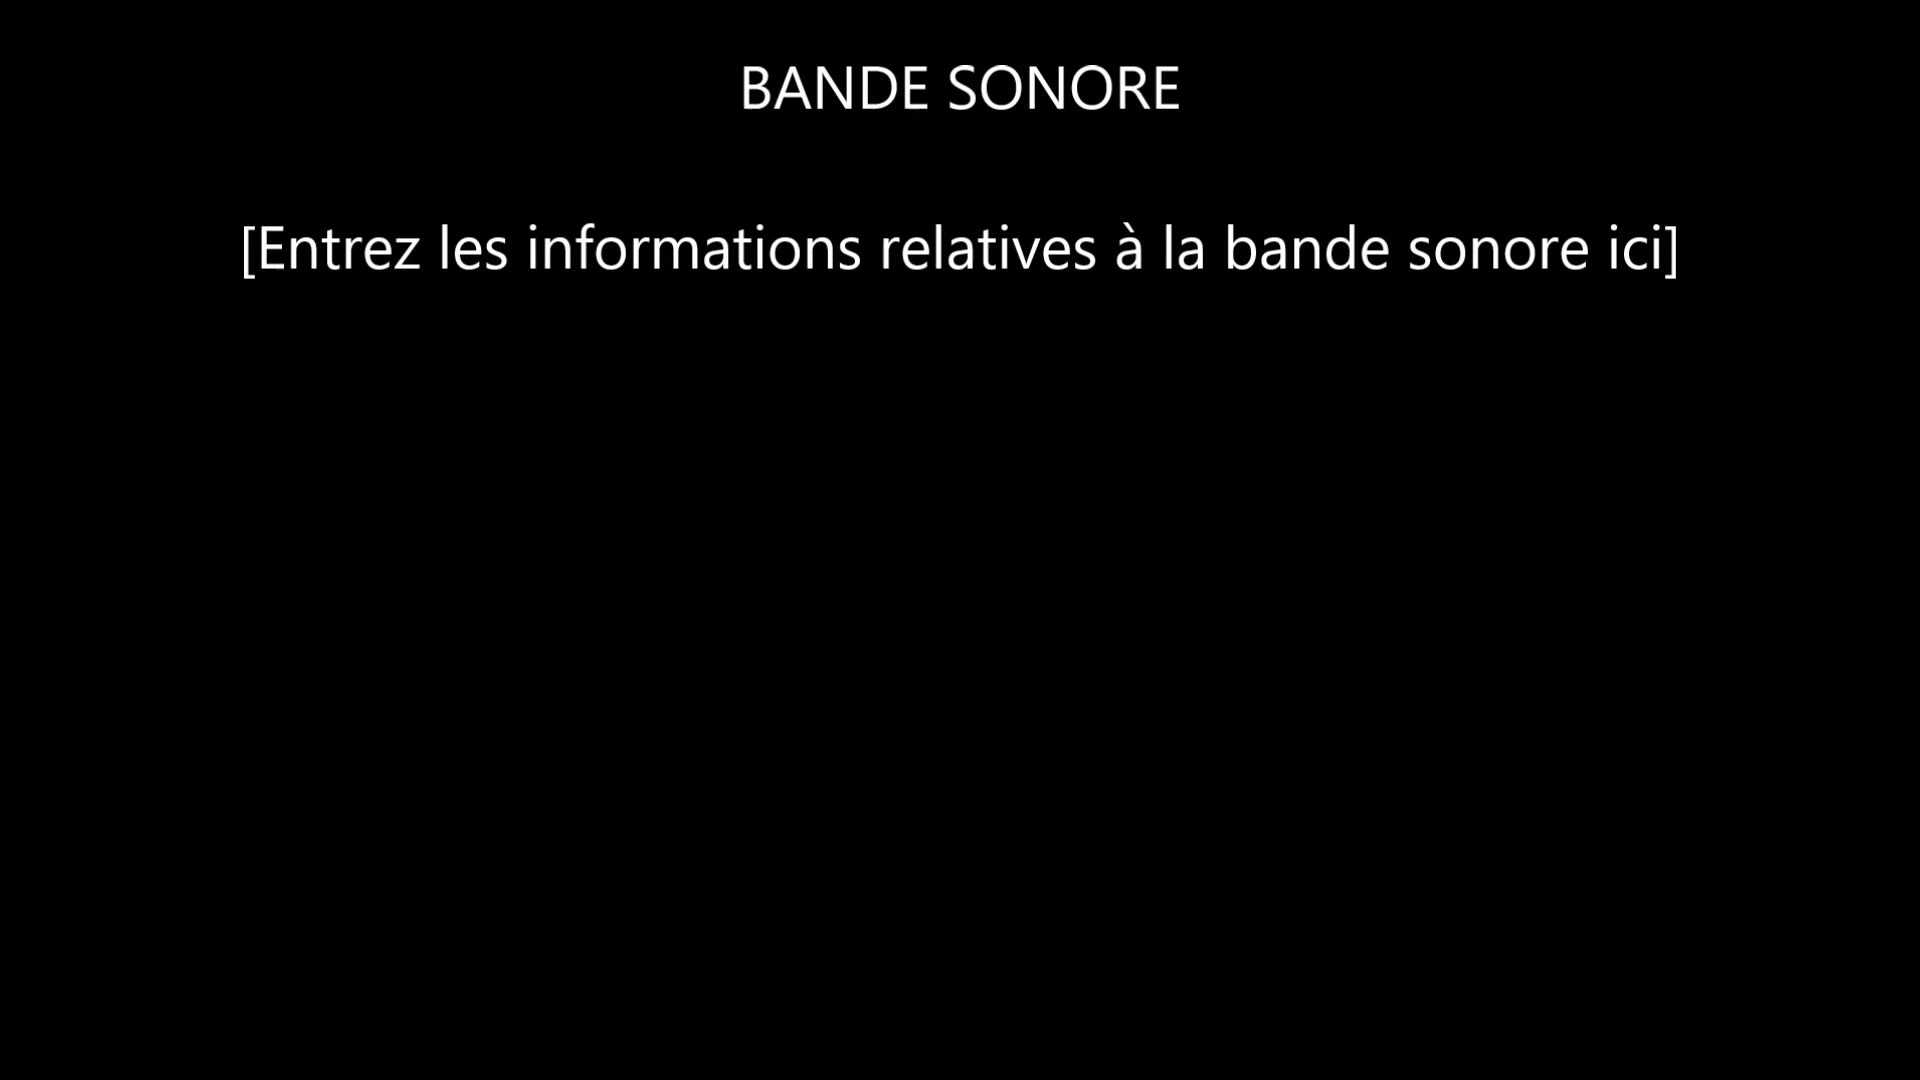 BANDE SONORE
[Entrez les informations relatives à la bande sonore ici]